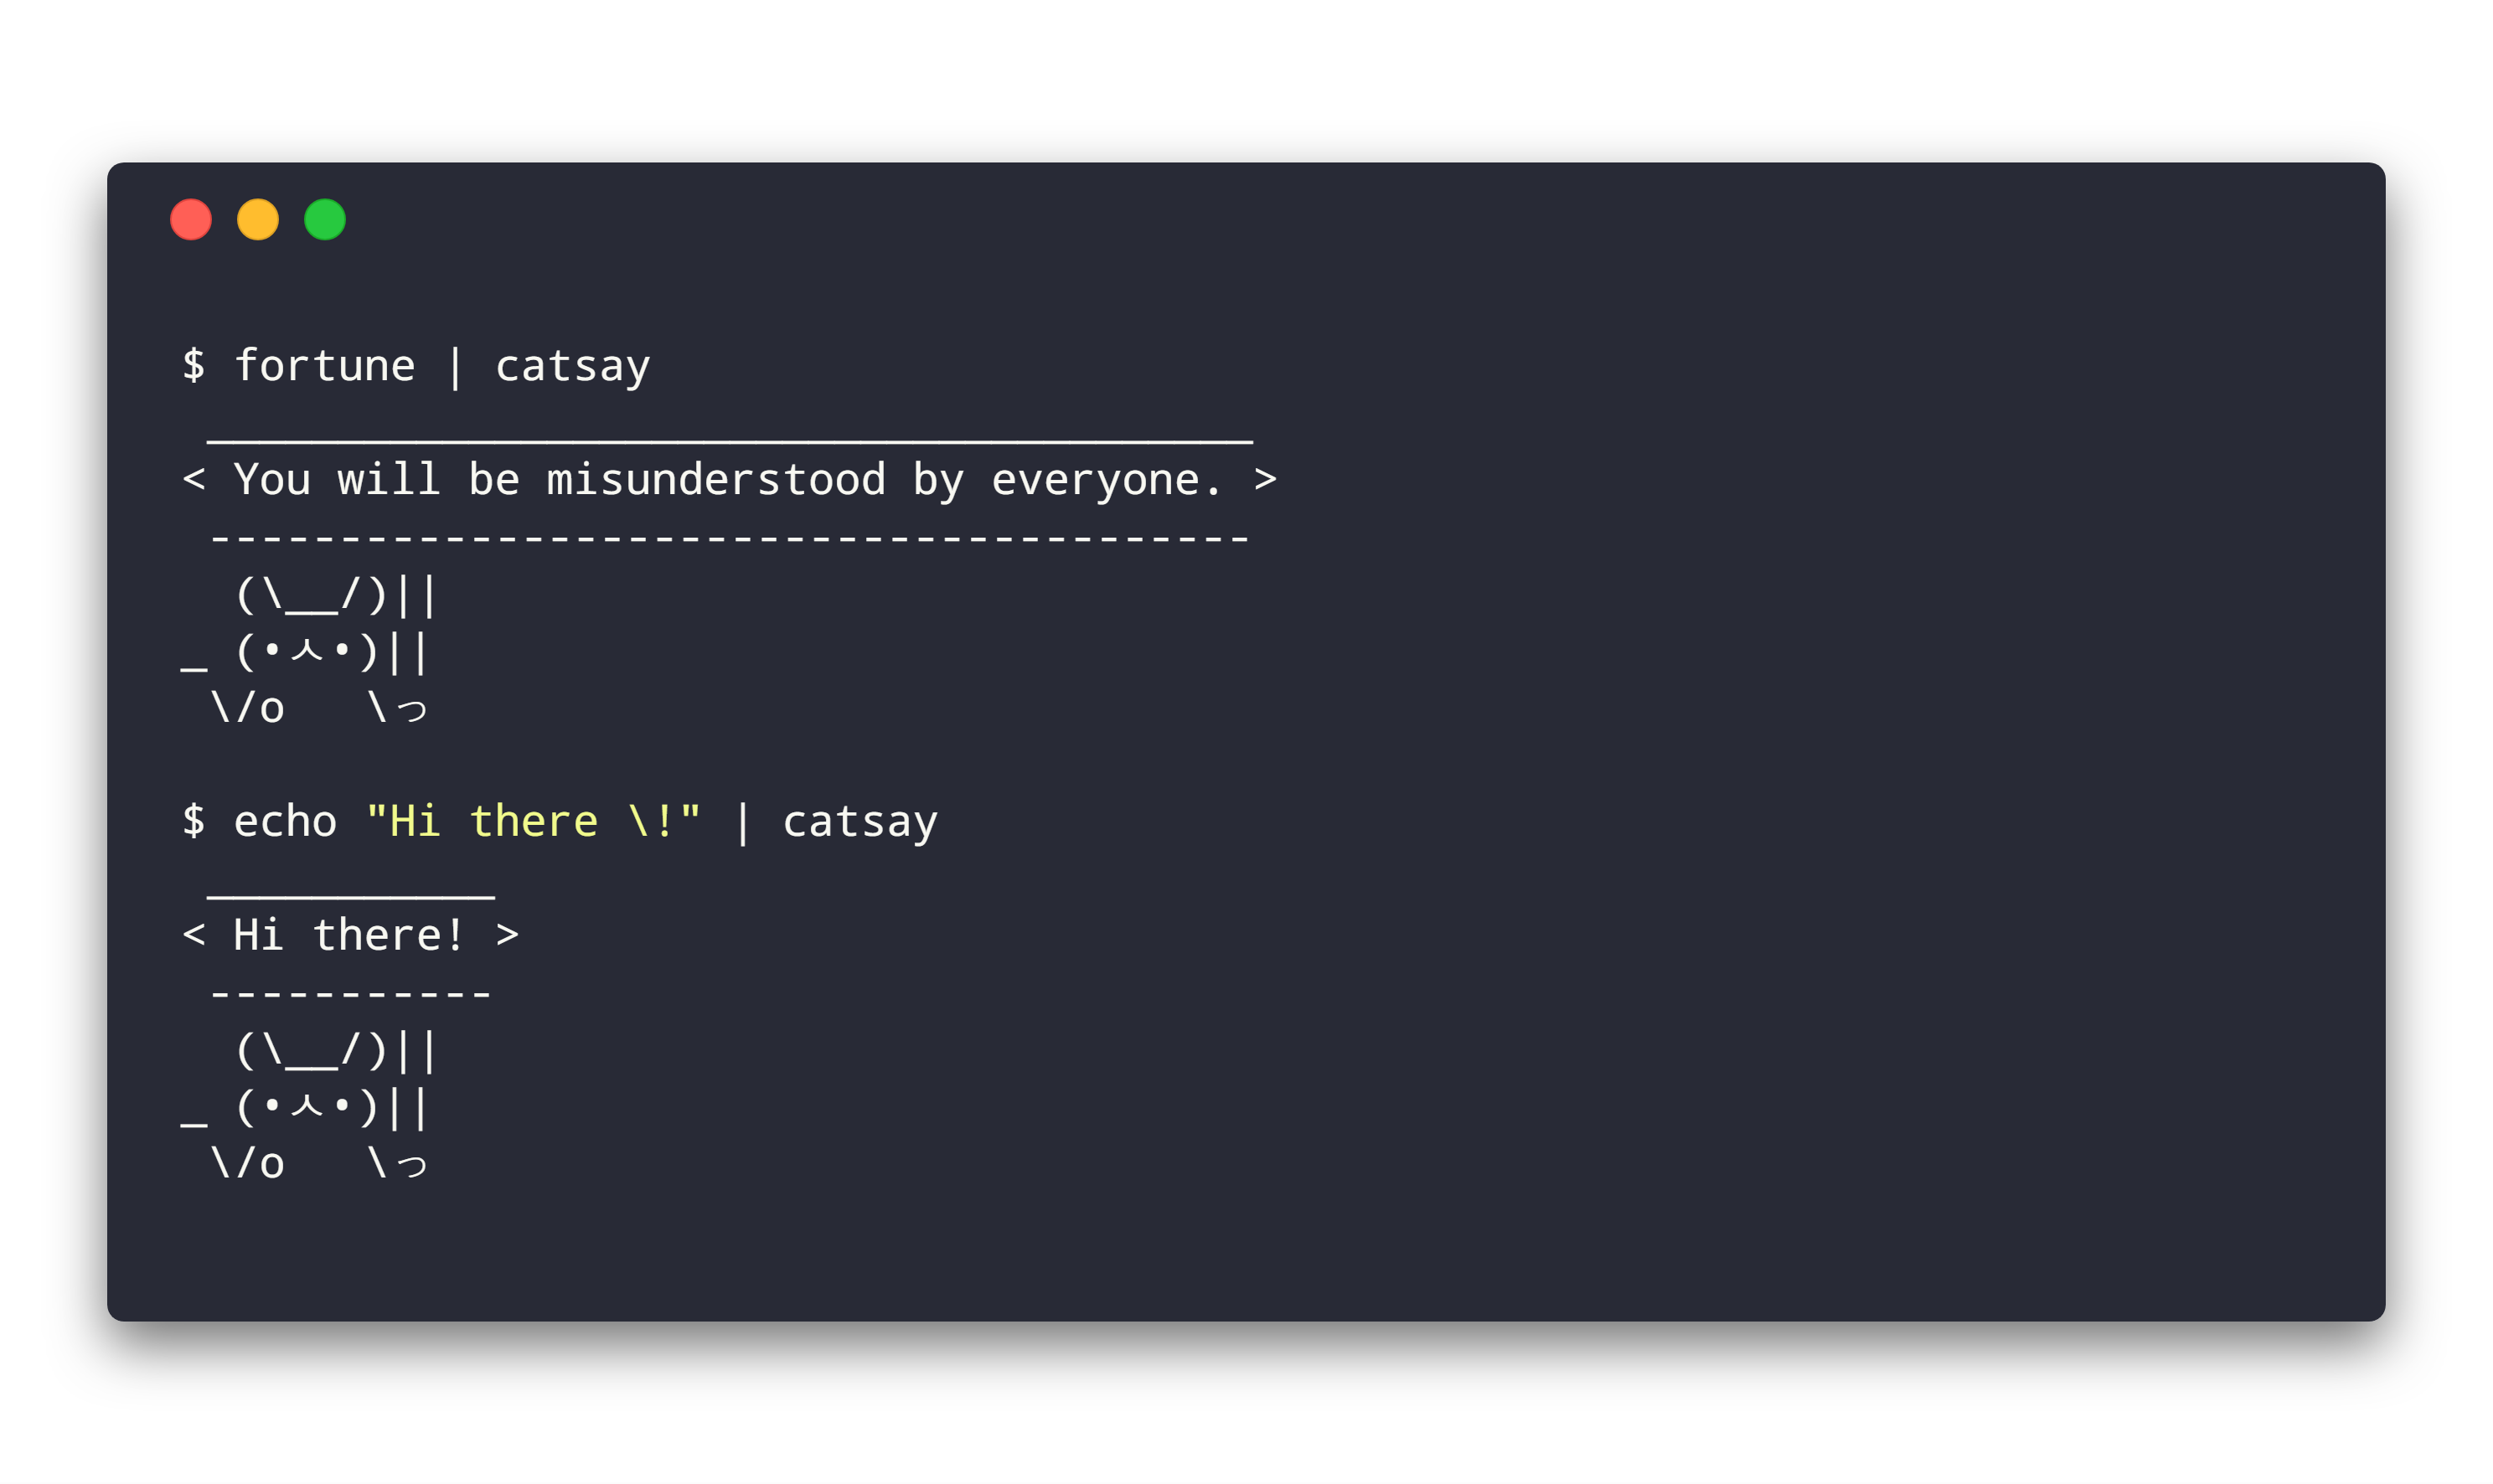 $ fortune | catsay
 ________________________________________
< You will be misunderstood by everyone. >
 ----------------------------------------
  (\__/)||
_ (•ㅅ•)||
 \/o   \っ
$ echo "Hi there \!" | catsay
 ___________
< Hi there! >
 -----------
  (\__/)||
_ (•ㅅ•)||
 \/o   \っ